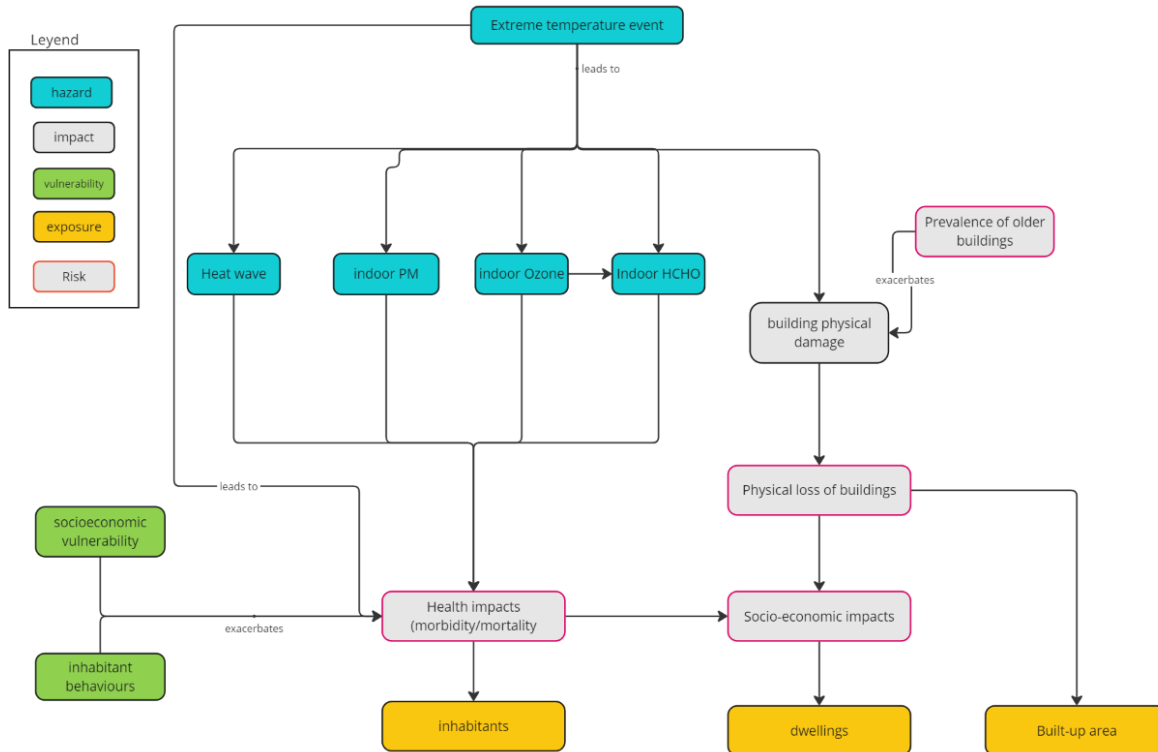 Extreme temperature event
Leyend
hazard
impact
vulnerability
exposure
Risk
leads to
Prevalence of older
buildings
exacerbates
Heat wave
indoor PM
indoor Ozone
Indoor HCHO
building physical
damage
Physical loss of buildings
leads to
socioeconomic
vulnerability
exacerbates
inhabitant
behaviours
Health impacts
(morbidity/mortality
Socio-economic impacts
inhabitants
dwellings
Built-up area